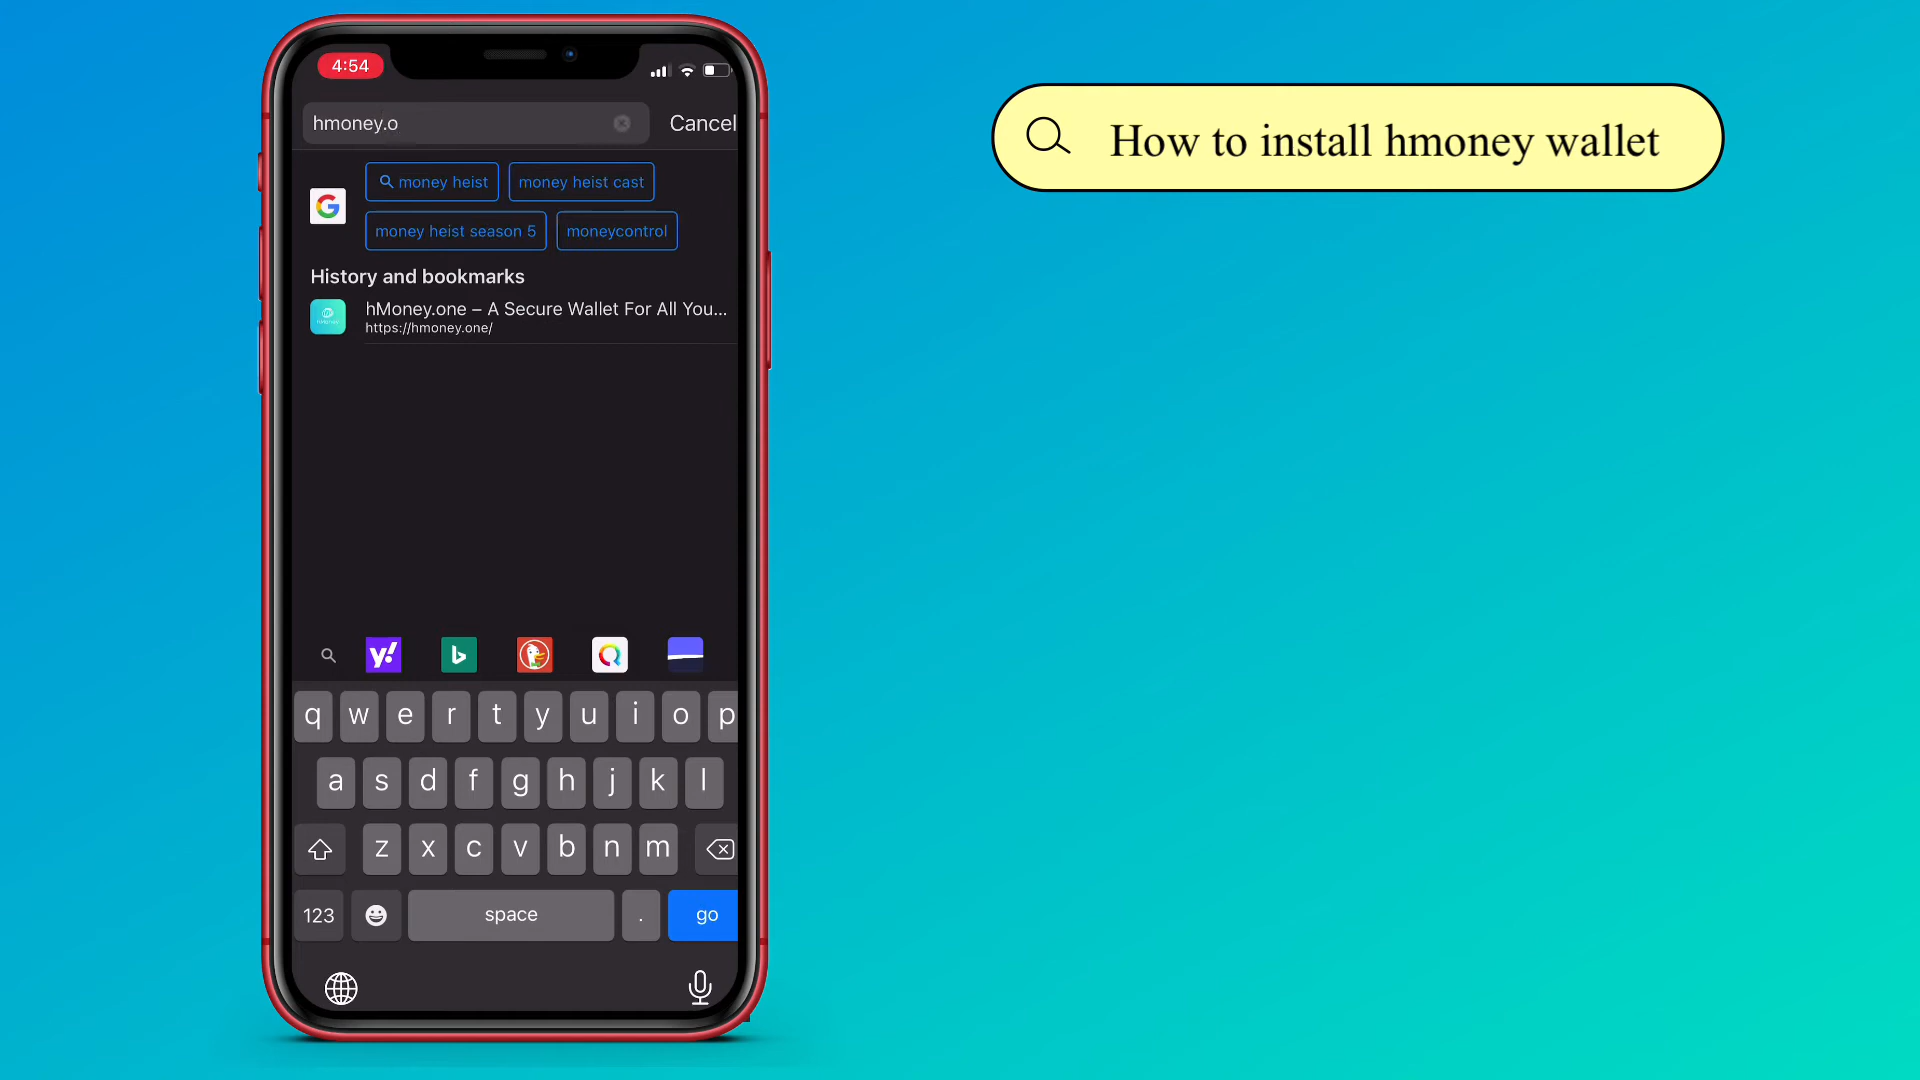 4:54
hmoney.o
Cancel
money heist
money heist cast
money heist season 5
moneycontrol
History and bookmarks
hMoney.one – A Secure Wallet For All You...
https://hmoney.one/
y!
q w e r t y u i o p
a s d f g h j k l
z x c v b n m
123
space
.
go
How to install hmoney wallet